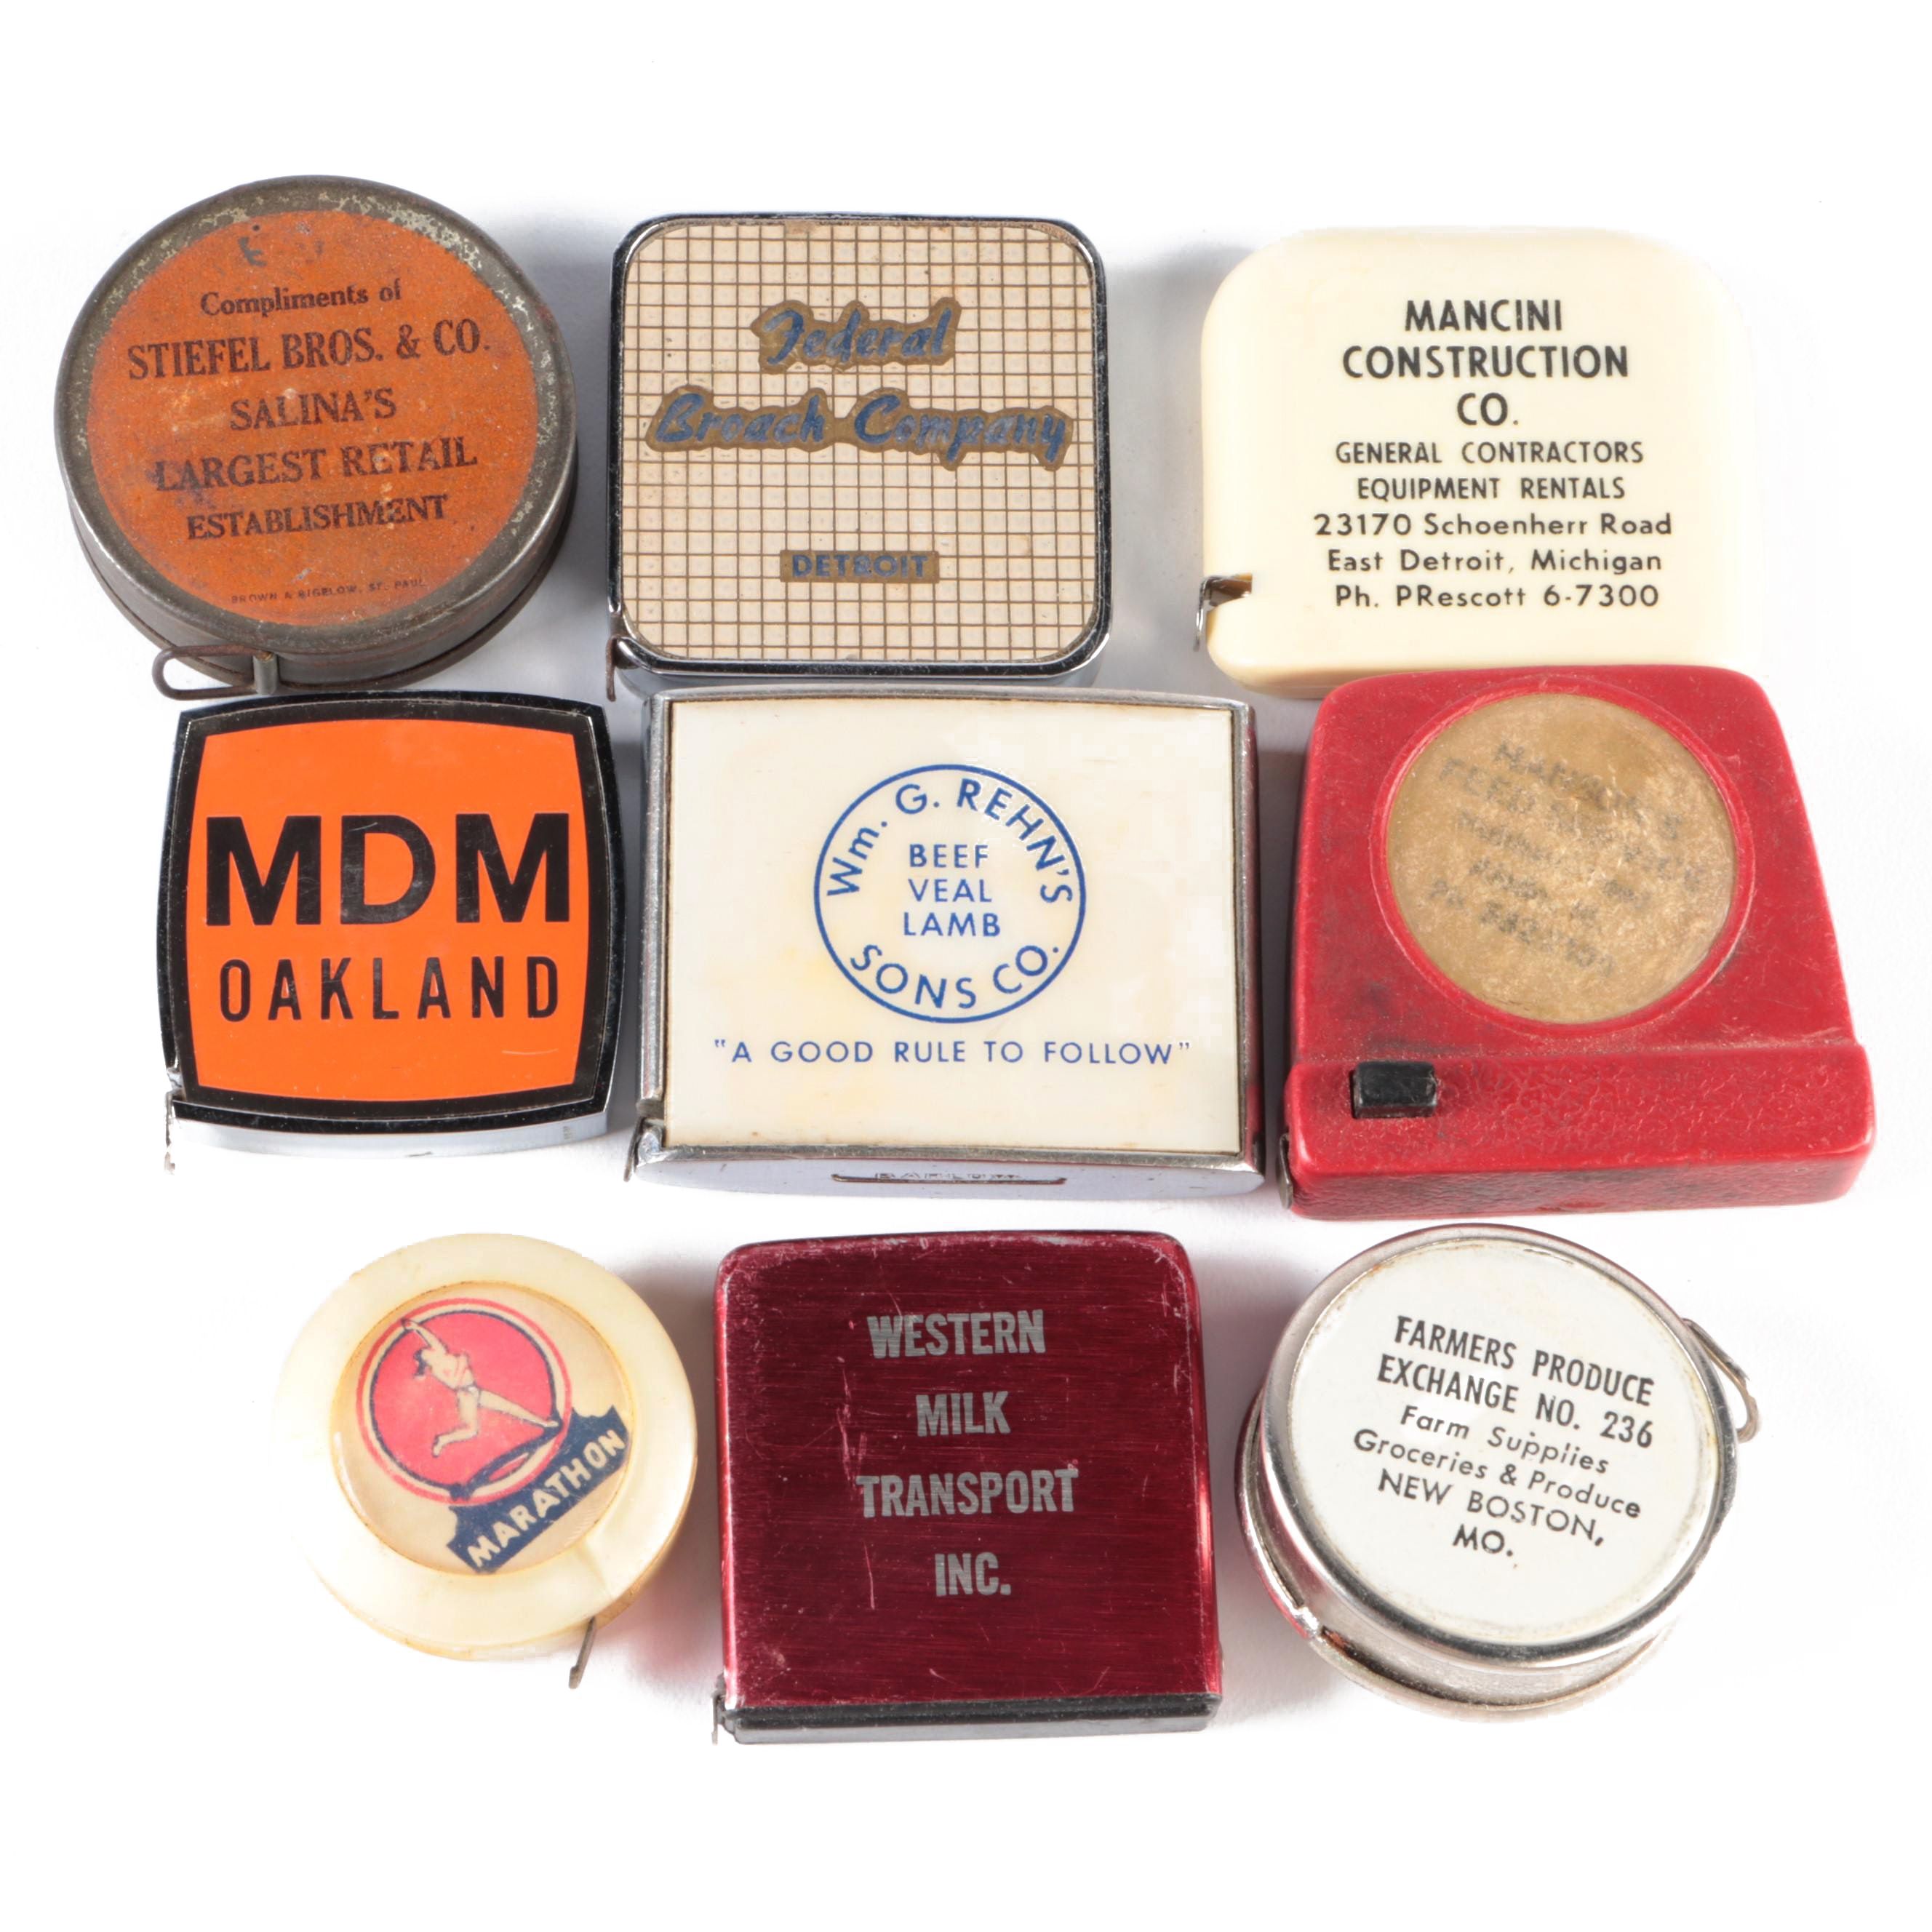 Compliments of
STIEFEL BROS. & CO.
SALINA'S
LARGEST RETAIL
ESTABLISHMENT
BROWN & BIGELOW, ST. PAUL
Federal
Broach Company
DETROIT
MANCINI
CONSTRUCTION
CO.
GENERAL CONTRACTORS
EQUIPMENT RENTALS
23170 Schoenherr Road
East Detroit, Michigan
Ph. PRescott 6-7300
MDM
OAKLAND
Wm. G. REHN'S
BEEF
VEAL
LAMB
SONS CO.
"A GOOD RULE TO FOLLOW"
MARATHON
WESTERN
MILK
TRANSPORT
INC.
FARMERS PRODUCE
EXCHANGE NO. 236
Farm Supplies
Groceries & Produce
NEW BOSTON,
MO.